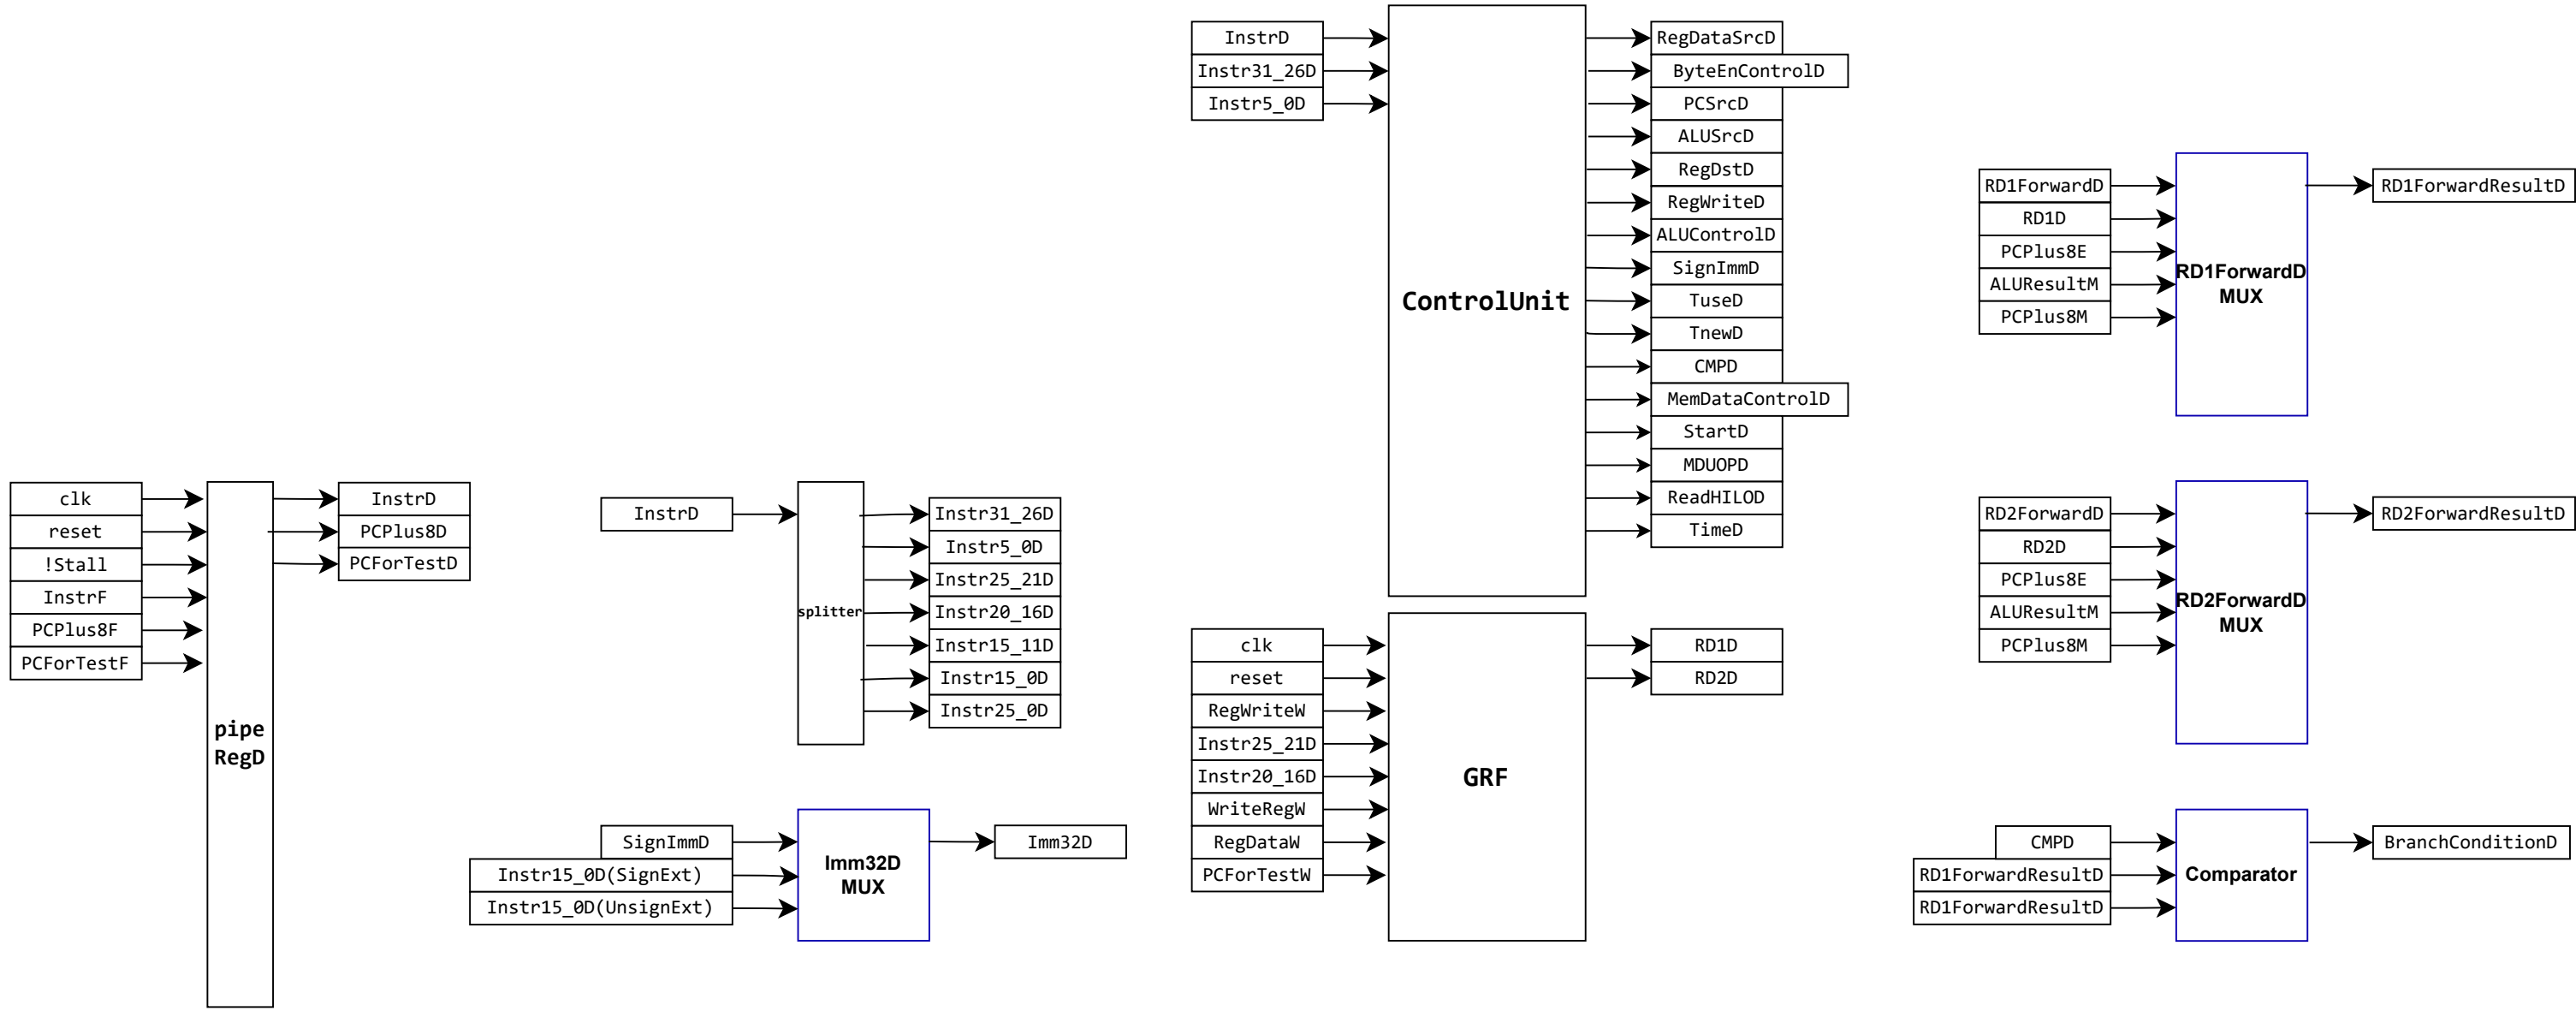 clk
reset
!Stall
InstrF
PCPlus8F
PCForTestF
pipe
RegD
InstrD
PCPlus8D
PCForTestD
InstrD
splitter
Instr31_26D
Instr5_0D
Instr25_21D
Instr20_16D
Instr15_11D
Instr15_0D
Instr25_0D
SignImmD
Instr15_0D(SignExt)
Instr15_0D(UnsignExt)
Imm32D
MUX
Imm32D
InstrD
Instr31_26D
Instr5_0D
ControlUnit
RegDataSrcD
ByteEnControlD
PCSrcD
ALUSrcD
RegDstD
RegWriteD
ALUControlD
SignImmD
TuseD
TnewD
CMPD
MemDataControlD
StartD
MDUOPD
ReadHILOD
TimeD
clk
reset
RegWriteW
Instr25_21D
Instr20_16D
WriteRegW
RegDataW
PCForTestW
GRF
RD1D
RD2D
RD1ForwardD
RD1D
PCPlus8E
ALUResultM
PCPlus8M
RD1ForwardD
MUX
RD1ForwardResultD
RD2ForwardD
RD2D
PCPlus8E
ALUResultM
PCPlus8M
RD2ForwardD
MUX
RD2ForwardResultD
CMPD
RD1ForwardResultD
RD1ForwardResultD
Comparator
BranchConditionD